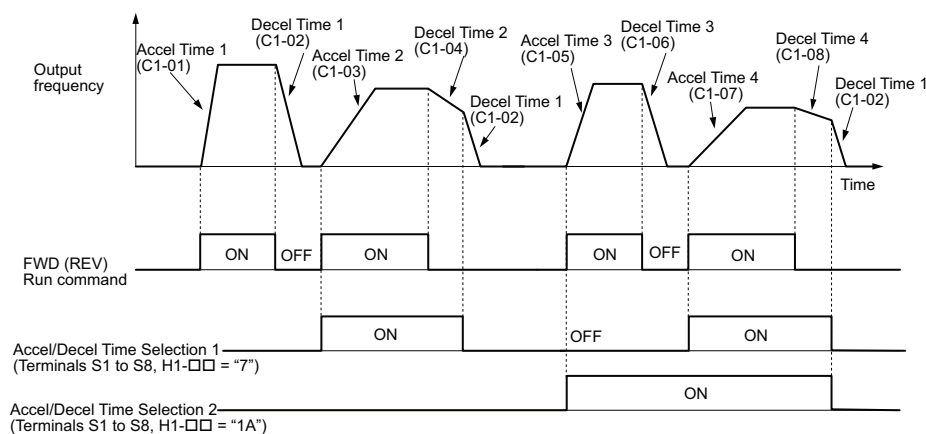 Output
frequency
Accel Time 1
(C1-01)
Decel Time 1
(C1-02)
Accel Time 2
(C1-03)
Decel Time 2
(C1-04)
Decel Time 1
(C1-02)
Accel Time 3
(C1-05)
Decel Time 3
(C1-06)
Accel Time 4
(C1-07)
Decel Time 4
(C1-08)
Decel Time 1
(C1-02)
Time
FWD (REV)
Run command
ON
OFF
ON
ON
OFF
ON
Accel/Decel Time Selection 1
(Terminals S1 to S8, H1-□□ = “7”)
ON
OFF
ON
Accel/Decel Time Selection 2
(Terminals S1 to S8, H1-□□ = “1A”)
ON